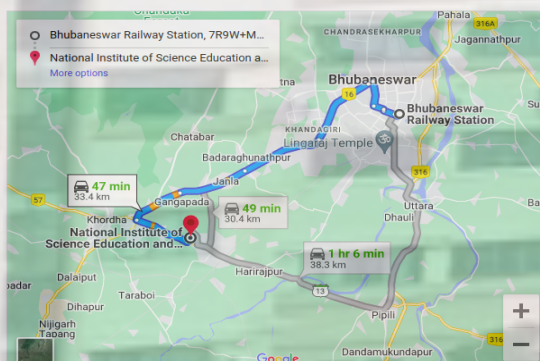 Pahala
316A
Chanduka
CHANDRASEKHARPUR
Jagannathpur
Bhubaneswar Railway Station, 7R9W+M...
National Institute of Science Education a...
More options
Bhubaneswar
16
Bhubaneswar
Railway Station
KHANDAGIRI
Lingaraj Temple
Chatabar
Badaraghunathpur
316
Janla
47 min
33.4 km
57
Gangapada
49 min
30.4 km
Uttara
Dhauli
Khordha
National Institute of
Science Education and...
1 hr 6 min
38.3 km
Harirajpur
Dalaiput
13
Taraboi
Dihapur
Pipili
Nijigarh
Tapang
316
Dandamukundapur
Google
+
−